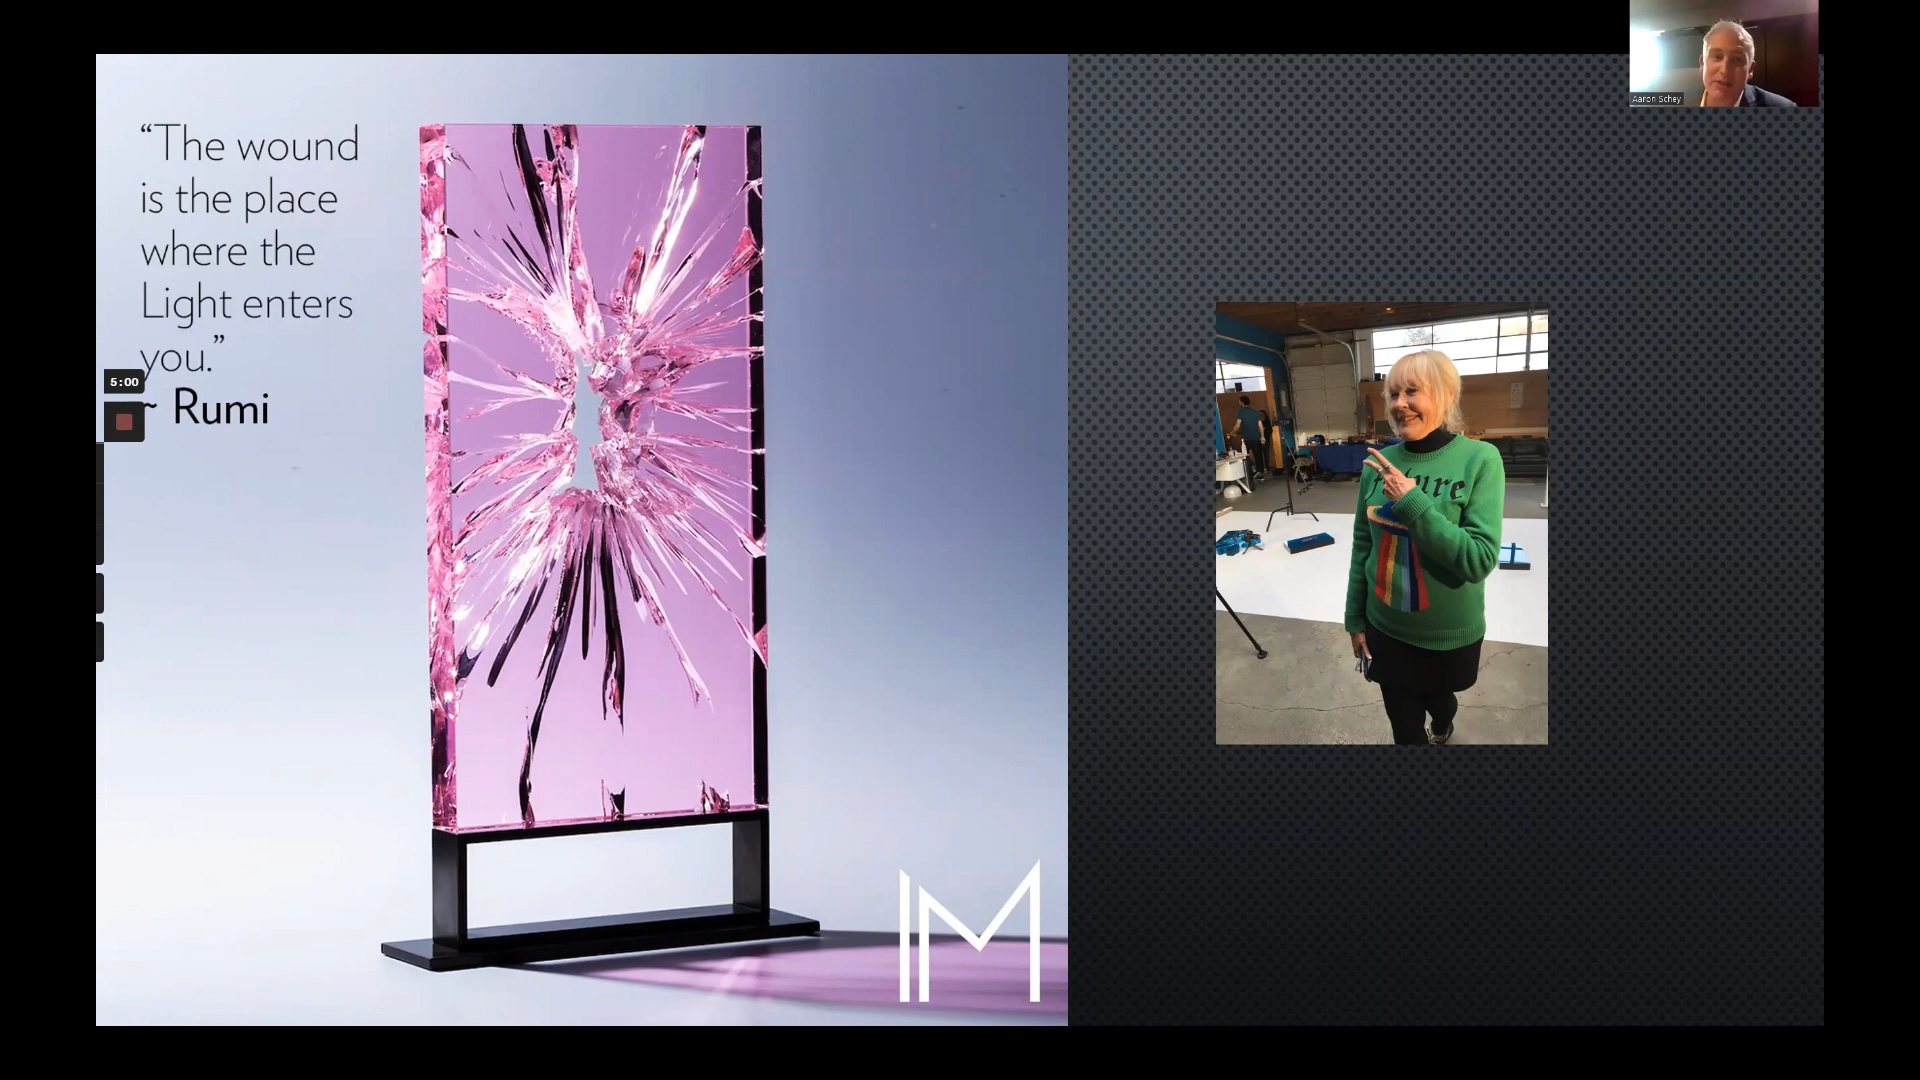 “The wound
is the place
where the
Light enters
you.”
~ Rumi
5:00
Aaron Schey
M